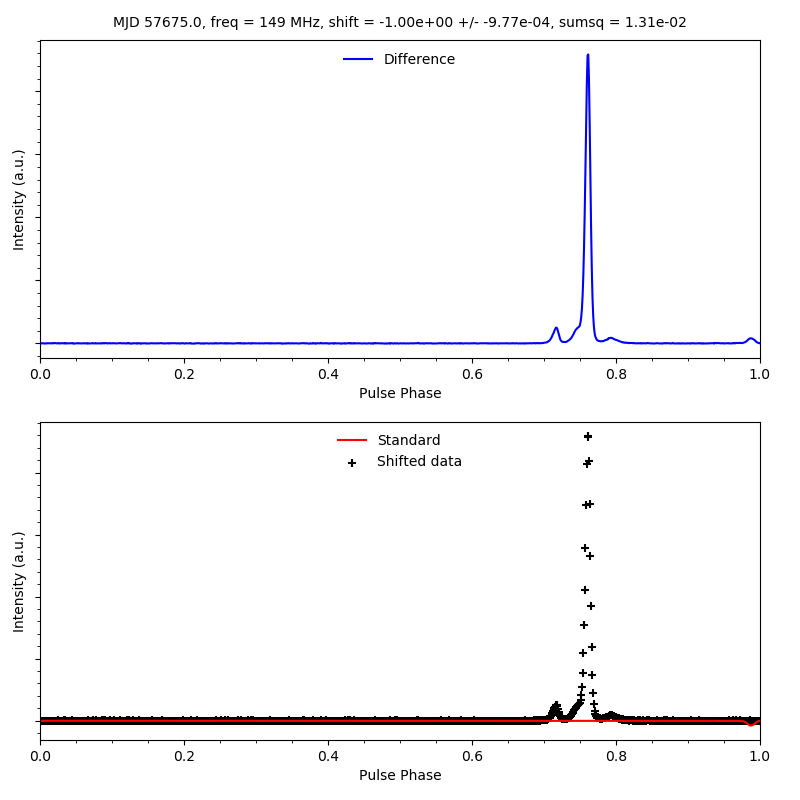 MJD 57675.0, freq = 149 MHz, shift = -1.00e+00 +/- -9.77e-04, sumsq = 1.31e-02
Difference
Intensity (a.u.)
0.0 0.2 0.4 0.6 0.8 1.0
Pulse Phase
Standard
Shifted data
Intensity (a.u.)
0.0 0.2 0.4 0.6 0.8 1.0
Pulse Phase